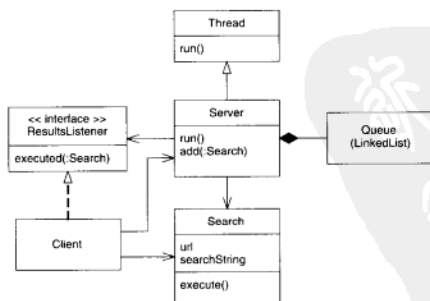 Thread
run()
<< interface >>
ResultsListener
executed(:Search)
Server
run()
add(:Search)
Queue
(LinkedList)
Client
Search
url
searchString
execute()